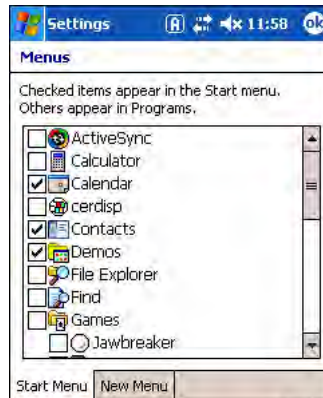 Settings A 11:58 ok
Menus
Checked items appear in the Start menu.
Others appear in Programs.
ActiveSync
Calculator
Calendar
cerdisp
Contacts
Demos
File Explorer
Find
Games
Jawbreaker
Start Menu New Menu